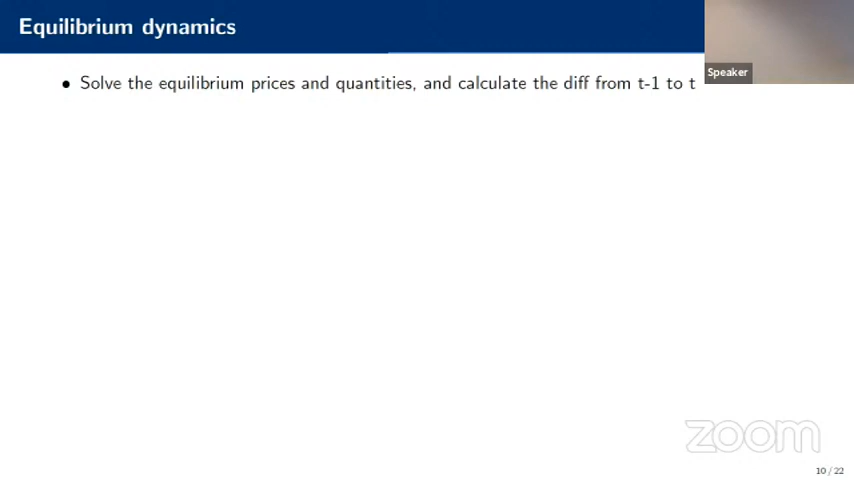 Equilibrium dynamics
Speaker
• Solve the equilibrium prices and quantities, and calculate the diff from t-1 to t
zoom
10 / 22